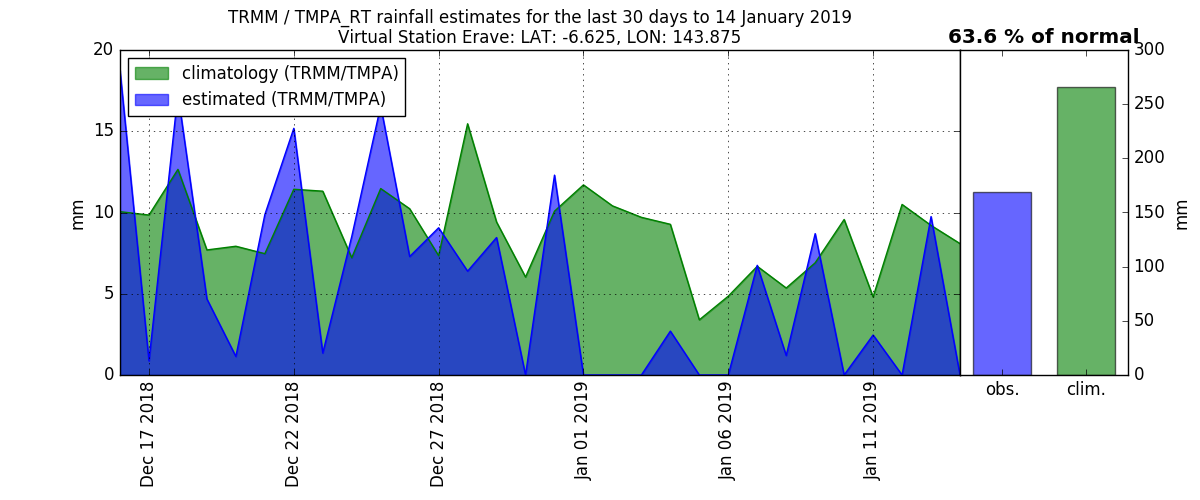 TRMM / TMPA_RT rainfall estimates for the last 30 days to 14 January 2019
Virtual Station Erave: LAT: -6.625, LON: 143.875
63.6 % of normal
climatology (TRMM/TMPA)
estimated (TRMM/TMPA)
20
15
10
5
0
mm
Dec 17 2018
Dec 22 2018
Dec 27 2018
Jan 01 2019
Jan 06 2019
Jan 11 2019
300
250
200
150
100
50
0
mm
obs.
clim.